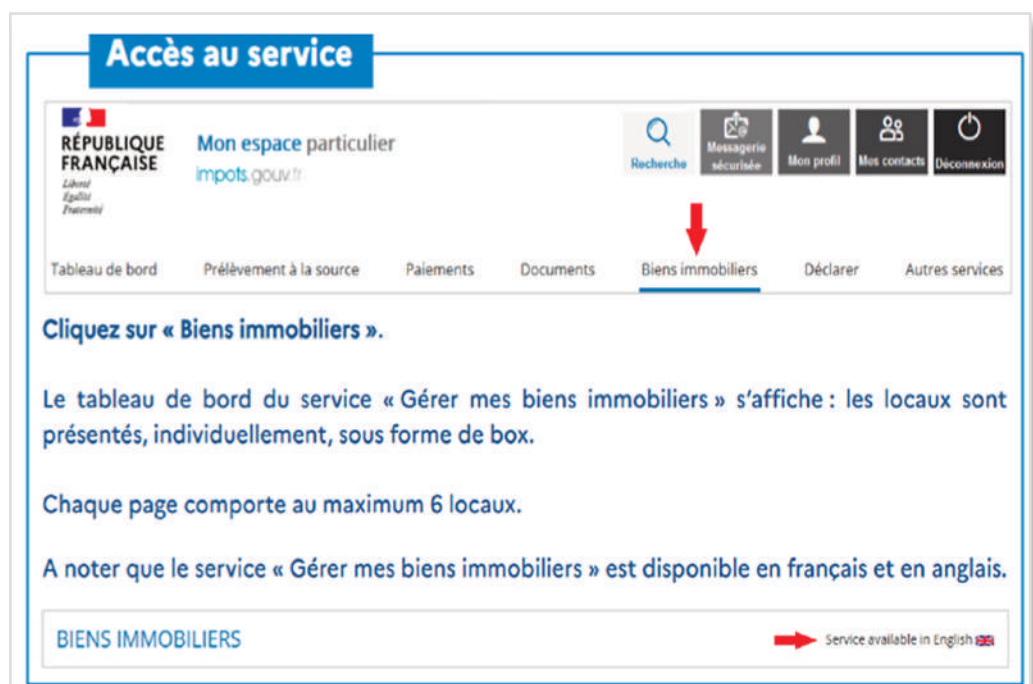 Accès au service
RÉPUBLIQUE
FRANÇAISE
Liberté
Égalité
Fraternité
Mon espace particulier
impots.gouv.fr
Recherche
Messagerie
sécurisée
Mon profil
Mes contacts
Déconnexion
Tableau de bord Prélèvement à la source Paiements Documents Biens immobiliers Déclarer Autres services
Cliquez sur « Biens immobiliers ».
Le tableau de bord du service « Gérer mes biens immobiliers » s'affiche : les locaux sont
présentés, individuellement, sous forme de box.
Chaque page comporte au maximum 6 locaux.
A noter que le service « Gérer mes biens immobiliers » est disponible en français et en anglais.
BIENS IMMOBILIERS
Service available in English